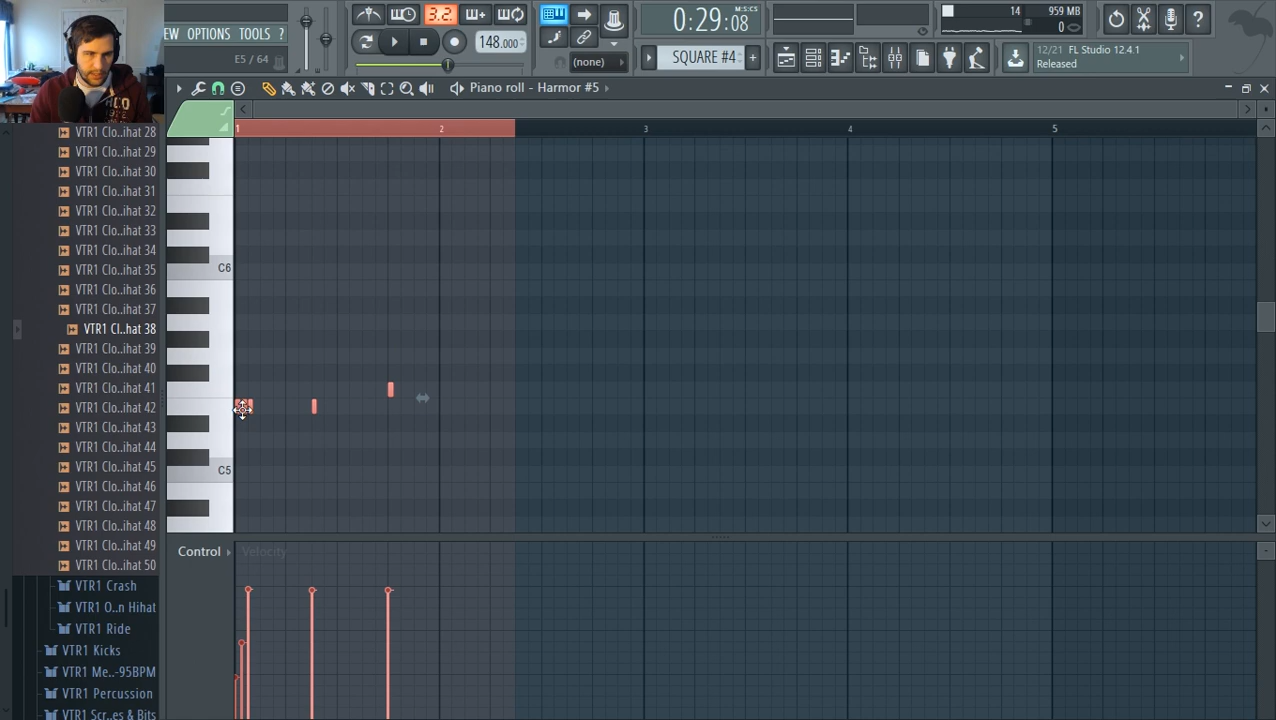 EW OPTIONS TOOLS ?
E5 / 64
3.2
148.000
0:29:08
M:S:CS
(none)
SQUARE #4
14
959 MB
0
12/21 FL Studio 12.4.1
Released
Piano roll - Harmor #5
1 2 3 4 5
C6
C5
Control
Velocity
VTR1 Clo..ihat 28
VTR1 Clo..ihat 29
VTR1 Clo..ihat 30
VTR1 Clo..ihat 31
VTR1 Clo..ihat 32
VTR1 Clo..ihat 33
VTR1 Clo..ihat 34
VTR1 Clo..ihat 35
VTR1 Clo..ihat 36
VTR1 Clo..ihat 37
VTR1 Cl..hat 38
VTR1 Clo..ihat 39
VTR1 Clo..ihat 40
VTR1 Clo..ihat 41
VTR1 Clo..ihat 42
VTR1 Clo..ihat 43
VTR1 Clo..ihat 44
VTR1 Clo..ihat 45
VTR1 Clo..ihat 46
VTR1 Clo..ihat 47
VTR1 Clo..ihat 48
VTR1 Clo..ihat 49
VTR1 Clo..ihat 50
VTR1 Crash
VTR1 O..n Hihat
VTR1 Ride
VTR1 Kicks
VTR1 Me..-95BPM
VTR1 Percussion
VTR1 Scr..es & Bits